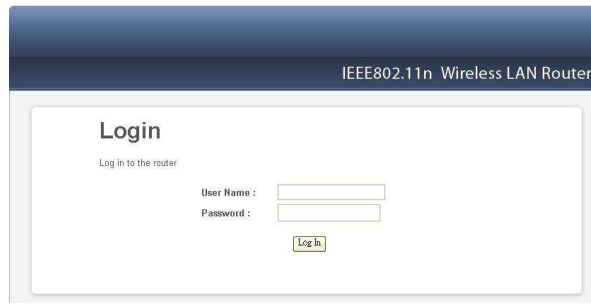 IEEE802.11n Wireless LAN Router
Login
Log in to the router
User Name :
Password :
Log In